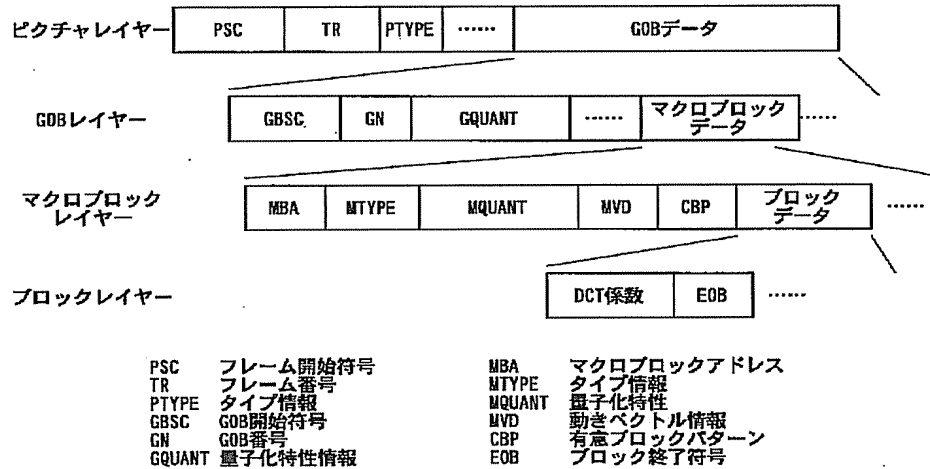 ピクチャレイヤー PSC TR PTYPE …… GOBデータ
GOBレイヤー GBSC GN GQUANT …… マクロブロック
データ ……
マクロブロック
レイヤー MBA MTYPE MQUANT MVD CBP ブロック
データ ……
ブロックレイヤー DCT係数 EOB ……
PSC フレーム開始符号
TR フレーム番号
PTYPE タイプ情報
GBSC GOB開始符号
GN GOB番号
GQUANT 量子化特性情報
MBA マクロブロックアドレス
MTYPE タイプ情報
MQUANT 量子化特性
MVD 動きベクトル情報
CBP 有意ブロックパターン
EOB ブロック終了符号